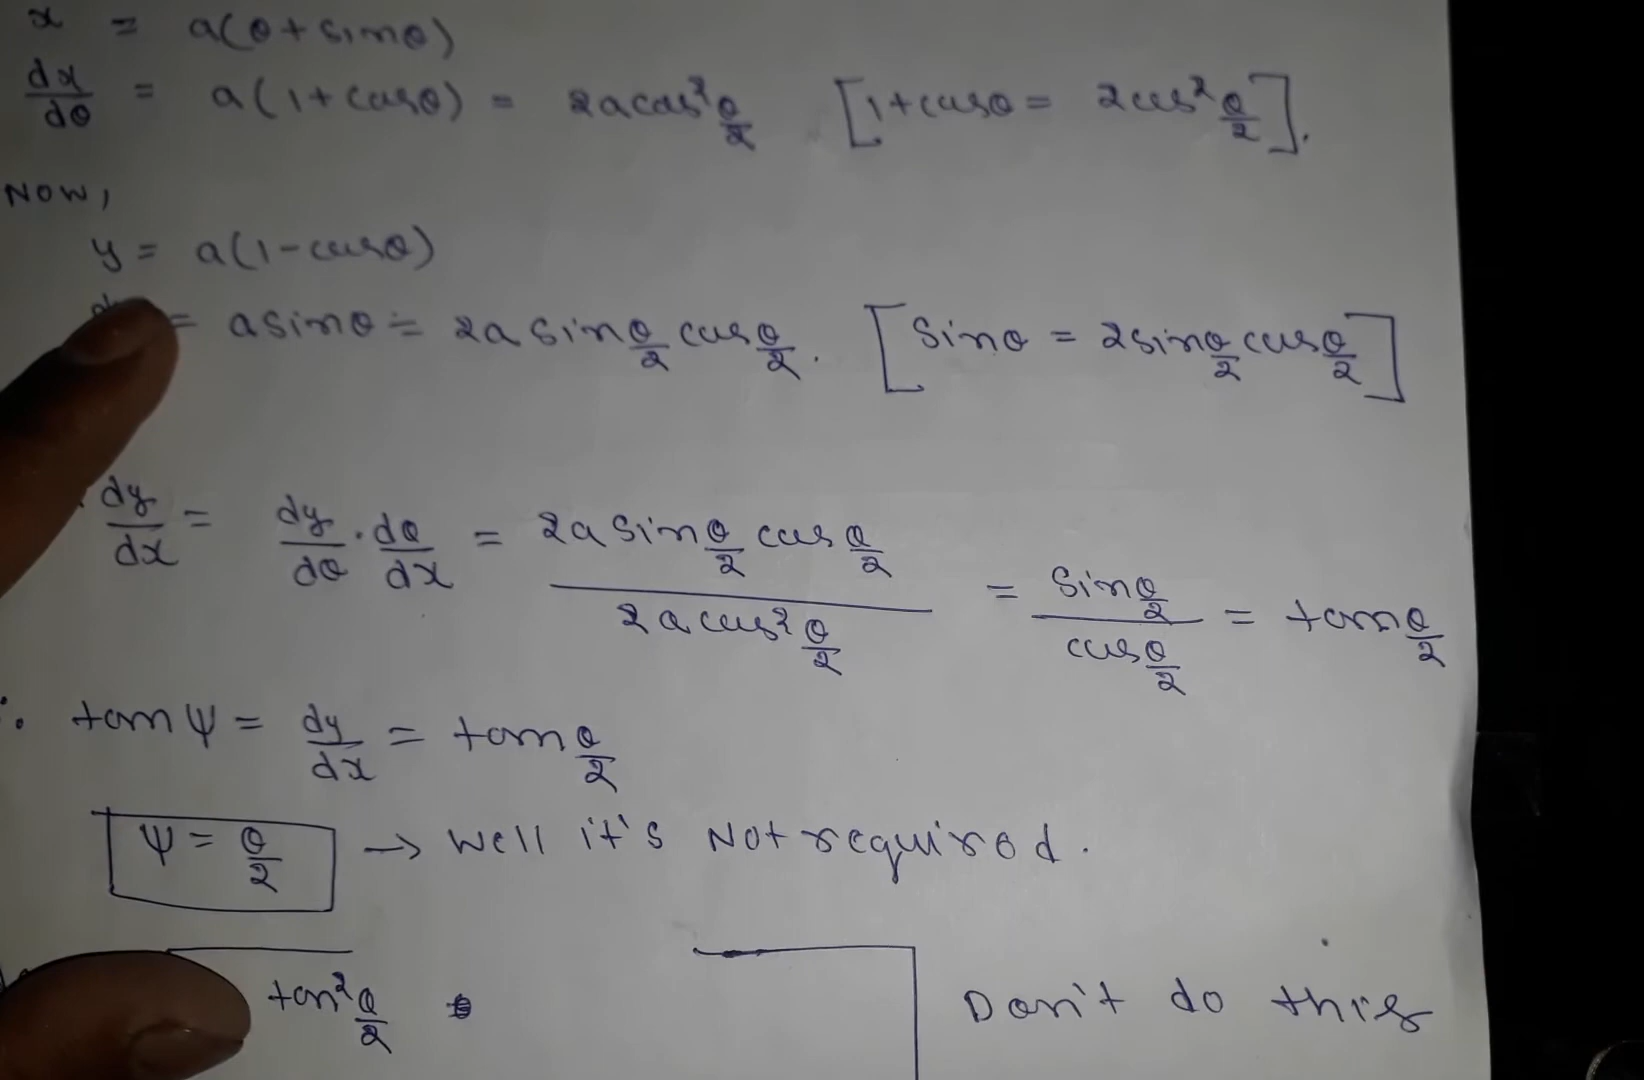 x = a(θ + sinθ)
dx/dθ = a(1 + cosθ) = 2acos²θ/2 [1 + cosθ = 2cos²θ/2].
NOW,
y = a(1 - cosθ)
= asinθ = 2a sinθ/2 cosθ/2. [sinθ = 2sinθ/2 cosθ/2]
dy/dx = dy/dθ . dθ/dx = 2a sinθ/2 cosθ/2 / 2acos²θ/2 = sinθ/2 / cosθ/2 = tanθ/2
∴ tanψ = dy/dx = tanθ/2
ψ = θ/2 → Well it's Not required.
tan²θ/2 Don't do this